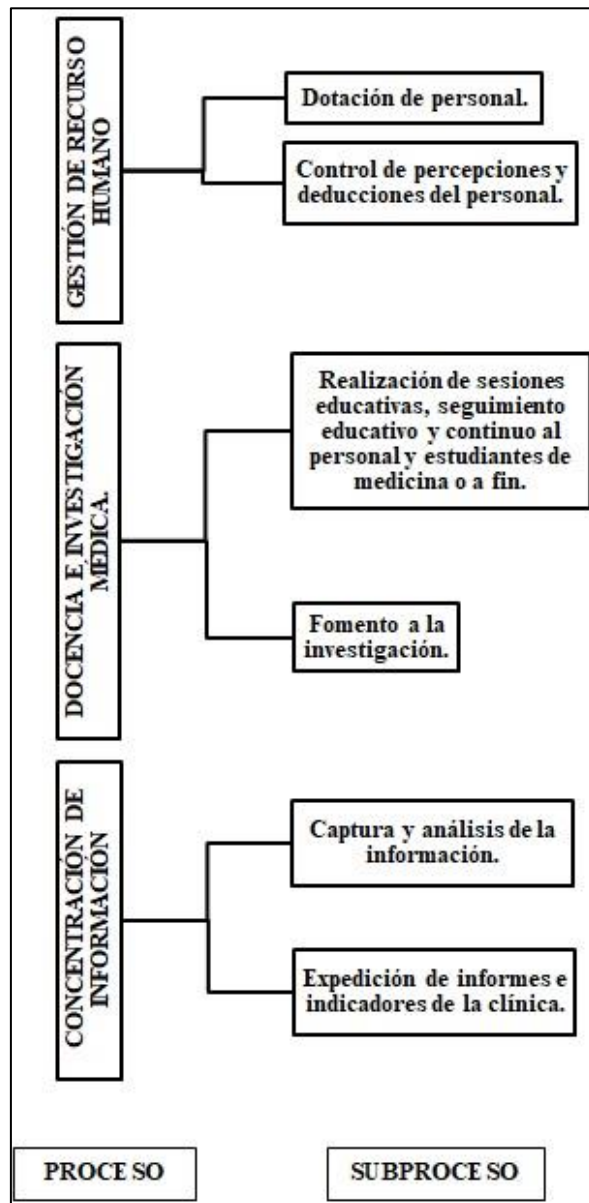 GESTIÓN DE RECURSO
HUMANO
Dotación de personal.
Control de percepciones y
deducciones del personal.
DOCENCIA E INVESTIGACIÓN
MÉDICA.
Realización de sesiones
educativas, seguimiento
educativo y continuo al
personal y estudiantes de
medicina o a fin.
Fomento a la
investigación.
CONCENTRACIÓN DE
INFORMACIÓN
Captura y análisis de la
información.
Expedición de informes e
indicadores de la clínica.
PROCESO
SUBPROCESO